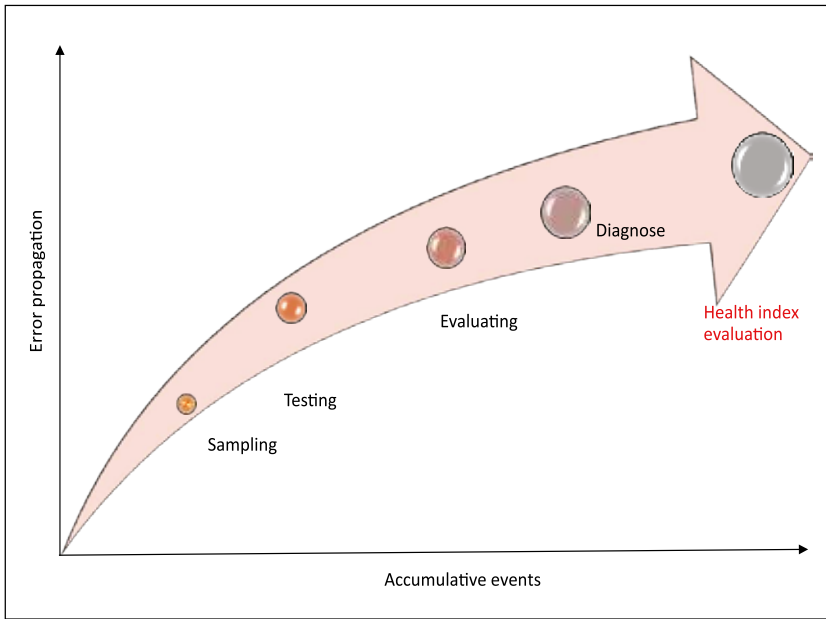 Error propagation
Diagnose
Health index
evaluation
Evaluating
Testing
Sampling
Accumulative events